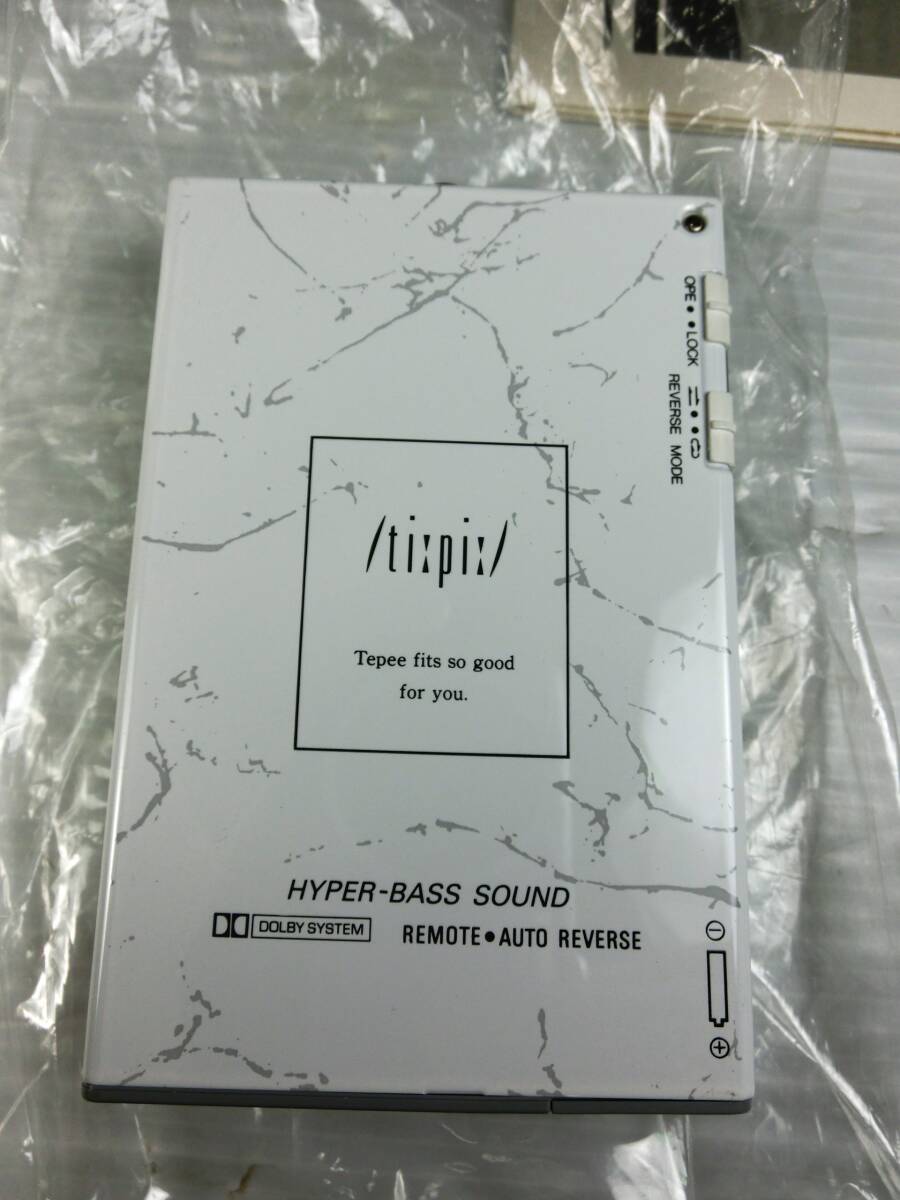 OPE • • LOCK
REVERSE MODE
/tixpix/
Tepee fits so good
for you.
HYPER-BASS SOUND
DOLBY SYSTEM
REMOTE • AUTO REVERSE